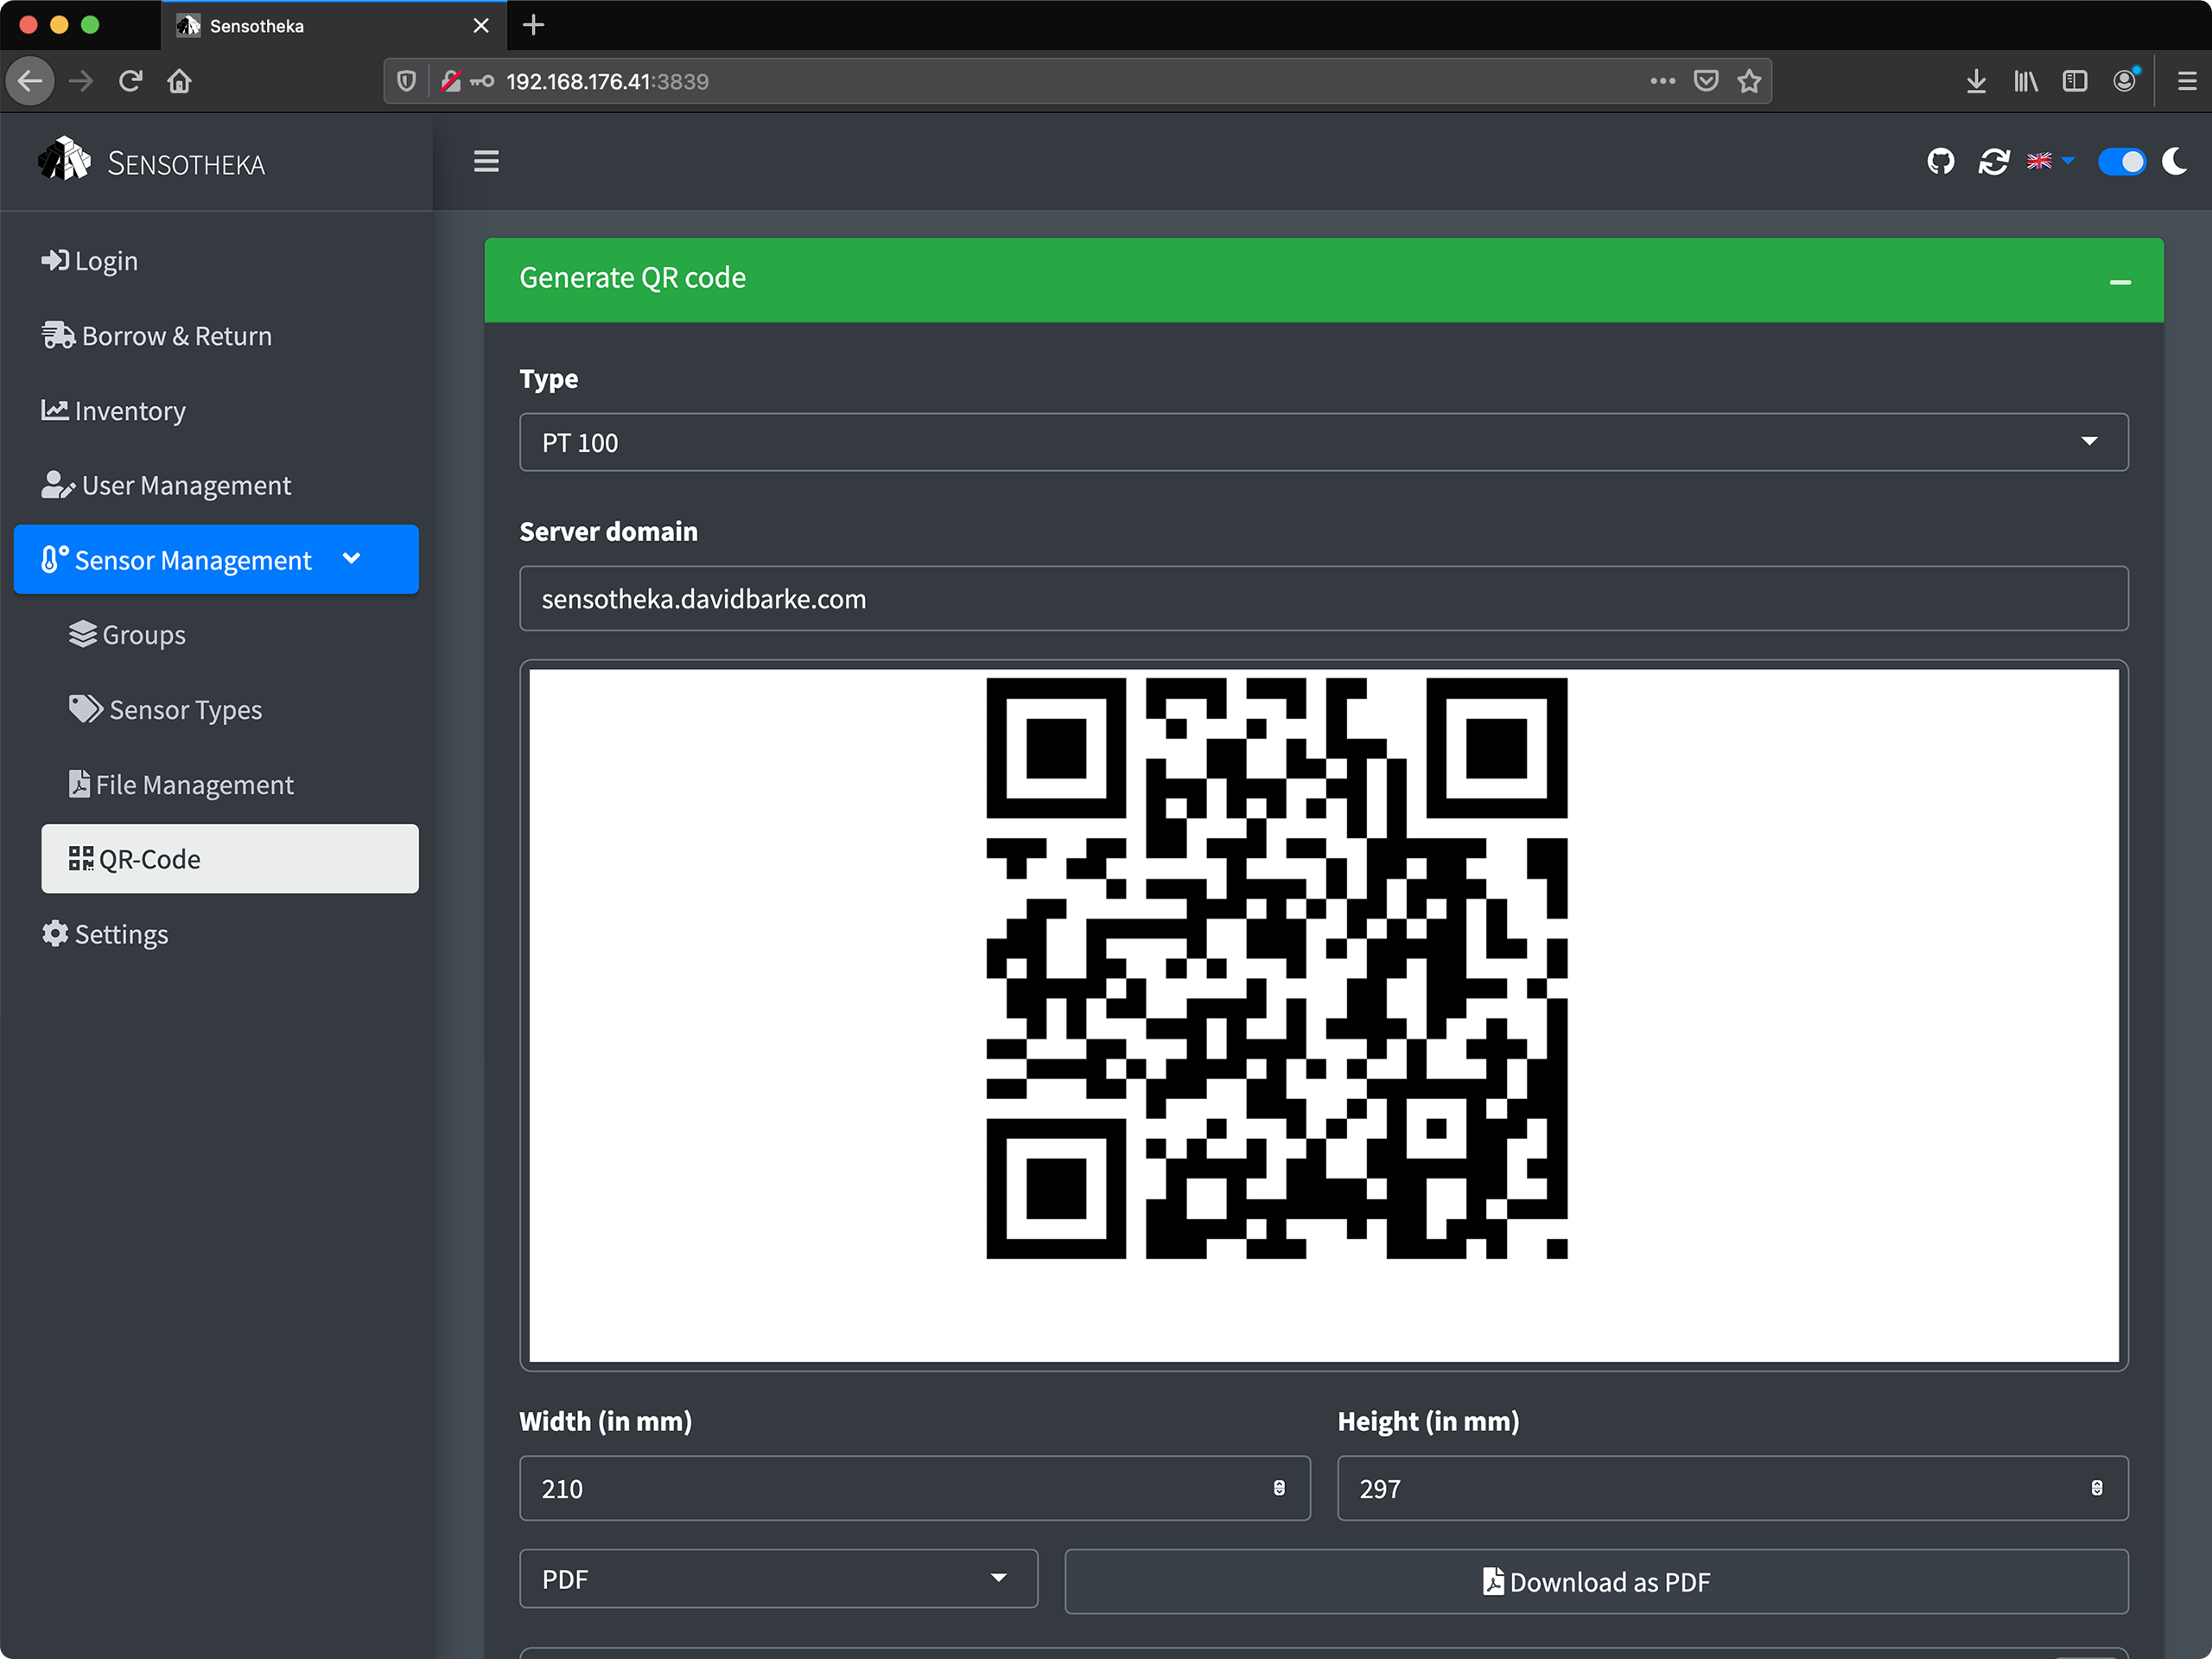 Sensotheka
192.168.176.41:3839
SENSOTHEKA
Login
Borrow & Return
Inventory
User Management
Sensor Management
Groups
Sensor Types
File Management
QR-Code
Settings
Generate QR code
Type
PT 100
Server domain
sensotheka.davidbarke.com
Width (in mm)
Height (in mm)
210
297
PDF
Download as PDF